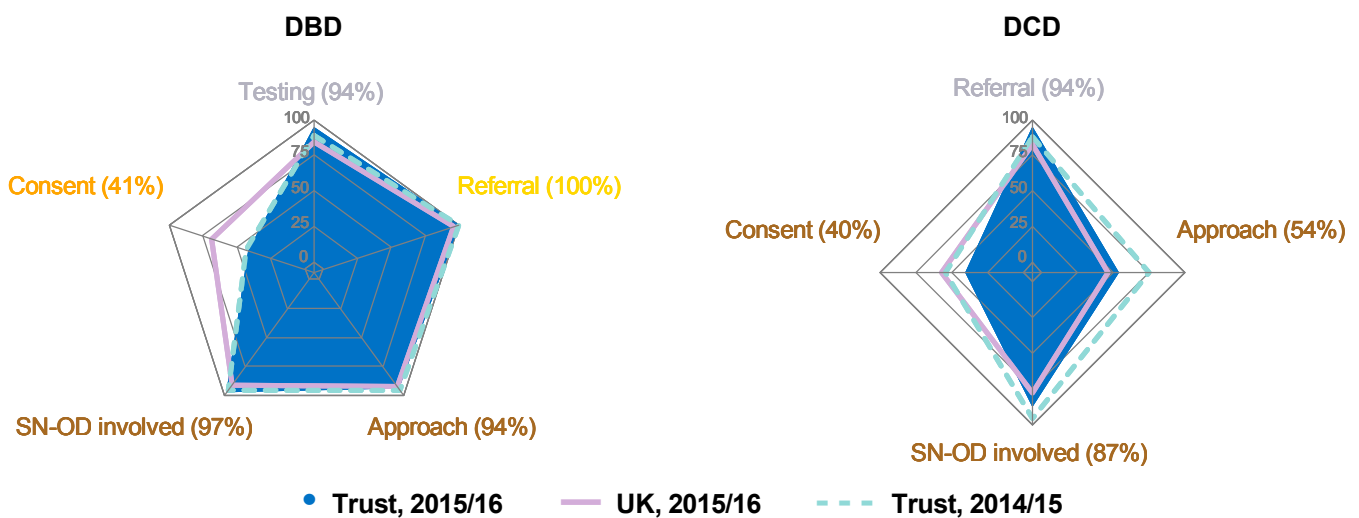 DBD
Testing (94%)
100
75
50
25
0
Consent (41%)
Referral (100%)
SN-OD involved (97%)
Approach (94%)
DCD
Referral (94%)
100
75
50
25
0
Consent (40%)
Approach (54%)
SN-OD involved (87%)
Trust, 2015/16
UK, 2015/16
Trust, 2014/15